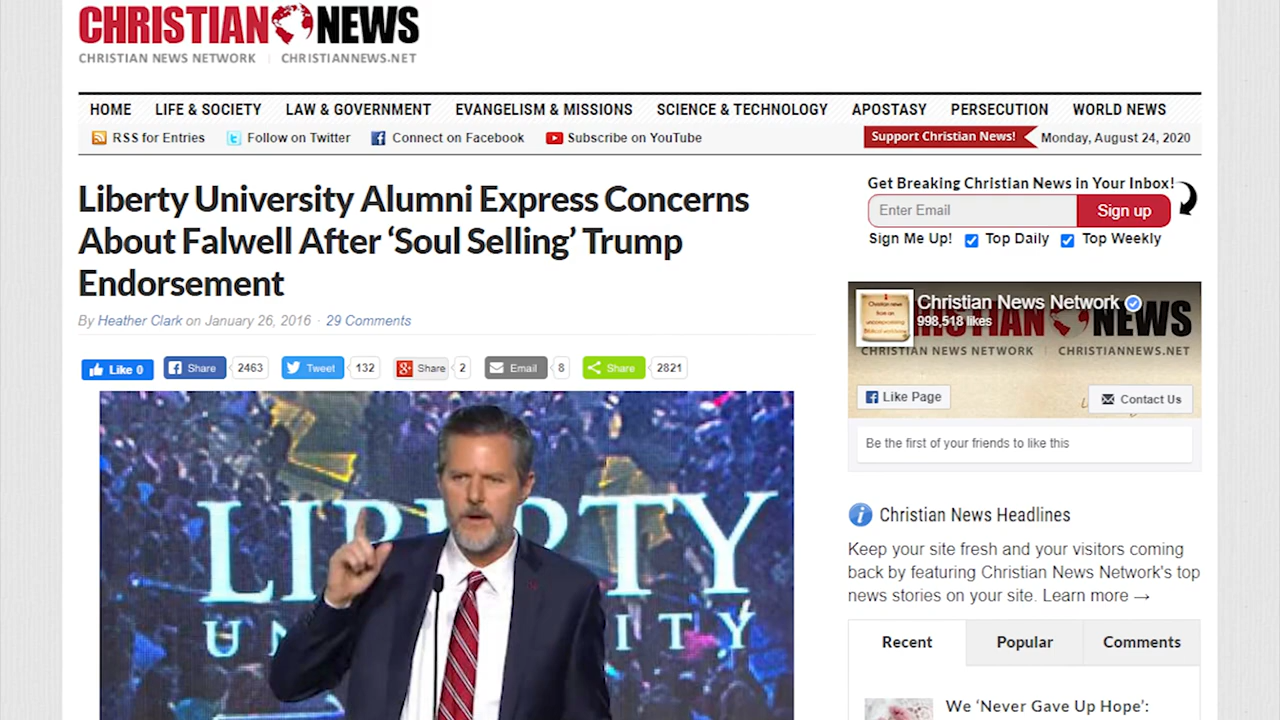 CHRISTIAN NEWS
CHRISTIAN NEWS NETWORK | CHRISTIANNEWS.NET
HOME LIFE & SOCIETY LAW & GOVERNMENT EVANGELISM & MISSIONS SCIENCE & TECHNOLOGY APOSTASY PERSECUTION WORLD NEWS
RSS for Entries Follow on Twitter Connect on Facebook Subscribe on YouTube Support Christian News! Monday, August 24, 2020
Liberty University Alumni Express Concerns
About Falwell After ‘Soul Selling’ Trump
Endorsement
By Heather Clark on January 26, 2016 · 29 Comments
Like 0 Share 2463 Tweet 132 Share 2 Email 8 Share 2821
LIBERTY
UN ITY
Get Breaking Christian News in Your Inbox!
Enter Email Sign up
Sign Me Up! Top Daily Top Weekly
Christian News Network
998,518 likes
CHRISTIAN NEWS
CHRISTIAN NEWS NETWORK | CHRISTIANNEWS.NET
Like Page Contact Us
Be the first of your friends to like this
Christian News Headlines
Keep your site fresh and your visitors coming
back by featuring Christian News Network's top
news stories on your site. Learn more →
Recent Popular Comments
We ‘Never Gave Up Hope’: